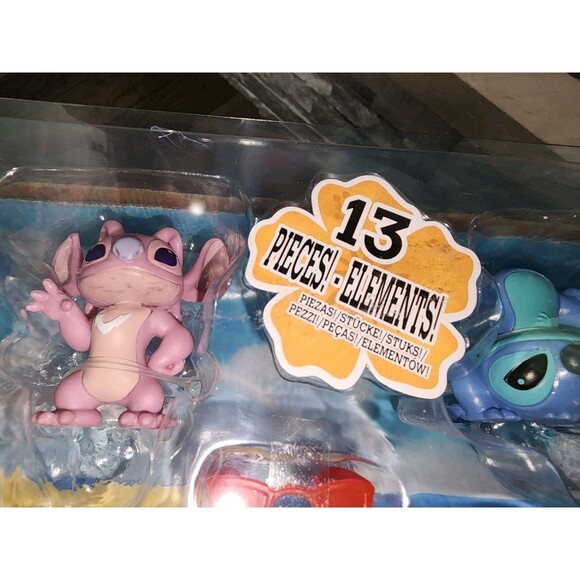 13
PIECES! - ELEMENTS!
PIEZAS!/STÜCKE!/STUKS!/
PEZZI!/PEÇAS!/ELEMENTÓW!